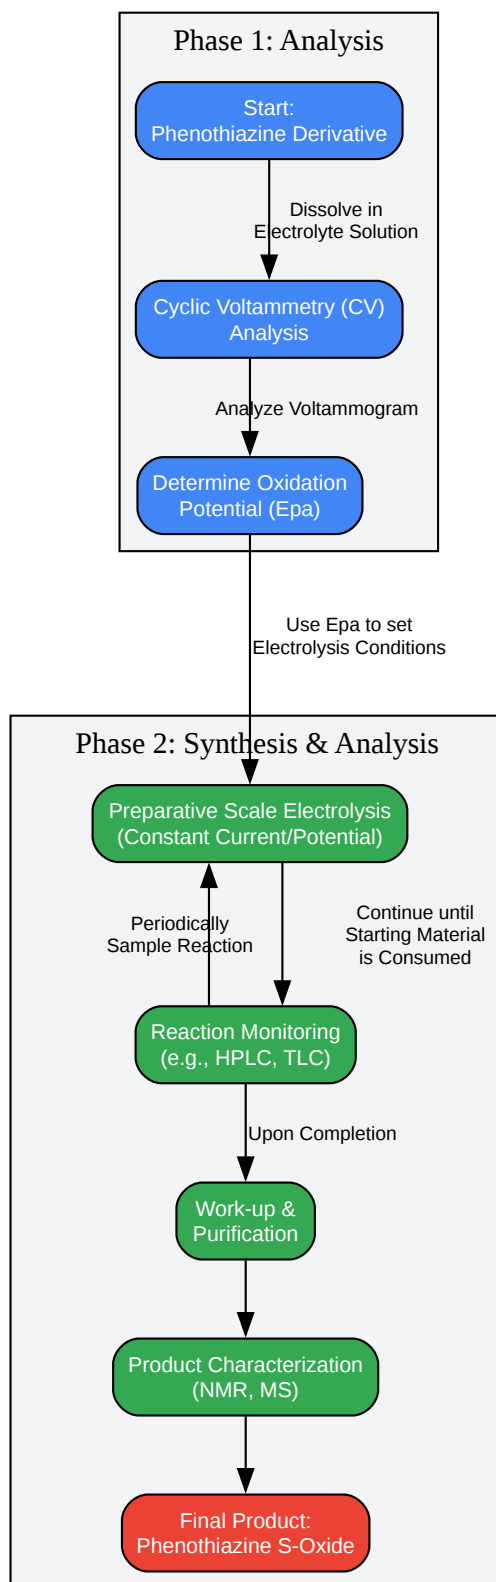 Phase 1: Analysis
Start:
Phenothiazine Derivative
Dissolve in
Electrolyte Solution
Cyclic Voltammetry (CV)
Analysis
Analyze Voltammogram
Determine Oxidation
Potential (Epa)
Use Epa to set
Electrolysis Conditions
Phase 2: Synthesis & Analysis
Preparative Scale Electrolysis
(Constant Current/Potential)
Periodically
Sample Reaction
Continue until
Starting Material
is Consumed
Reaction Monitoring
(e.g., HPLC, TLC)
Upon Completion
Work-up &
Purification
Product Characterization
(NMR, MS)
Final Product:
Phenothiazine S-Oxide